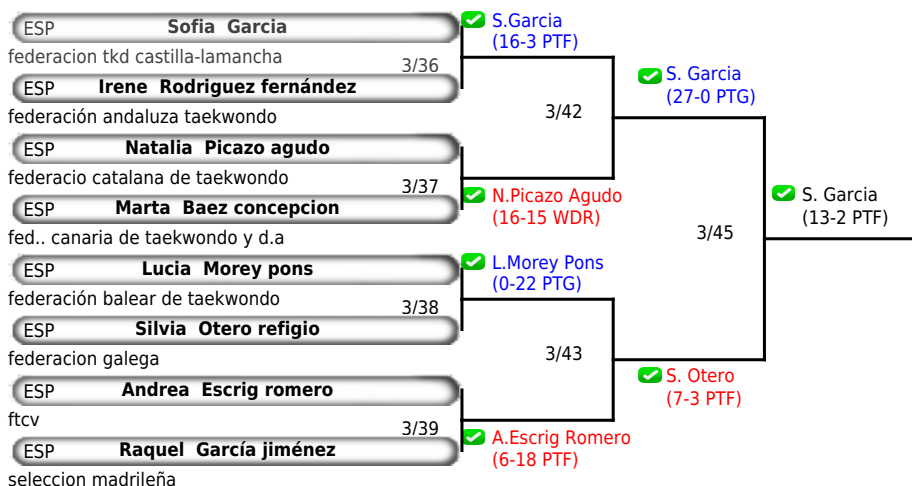 ESP Sofia Garcia
federacion tkd castilla-lamancha
3/36
ESP Irene Rodriguez fernández
federación andaluza taekwondo
ESP Natalia Picazo agudo
federacio catalana de taekwondo
3/37
ESP Marta Baez concepcion
fed.. canaria de taekwondo y d.a
ESP Lucia Morey pons
federación balear de taekwondo
3/38
ESP Silvia Otero refigio
federacion galega
ESP Andrea Escrig romero
ftcv
3/39
ESP Raquel García jiménez
seleccion madrileña
S.Garcia
(16-3 PTF)
3/42
N.Picazo Agudo
(16-15 WDR)
L.Morey Pons
(0-22 PTG)
3/43
A.Escrig Romero
(6-18 PTF)
S. Garcia
(27-0 PTG)
3/45
S. Otero
(7-3 PTF)
S. Garcia
(13-2 PTF)